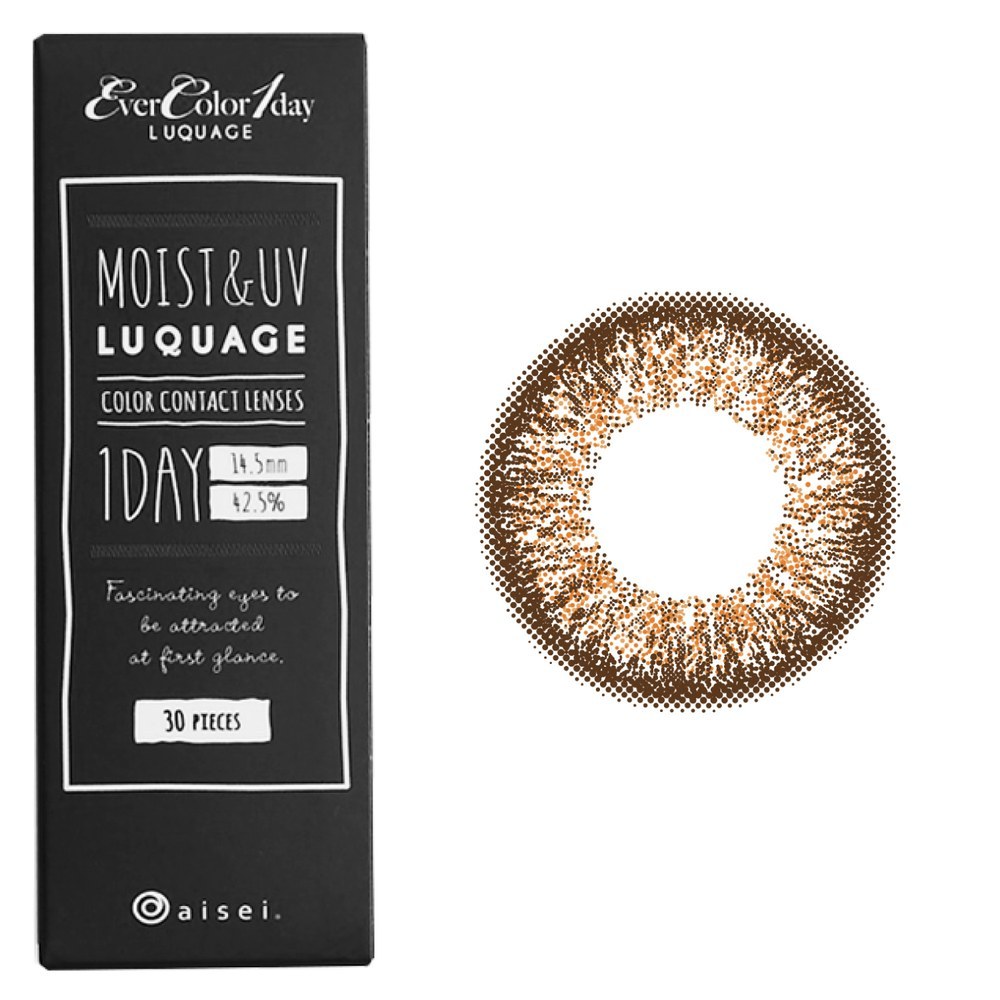 EverColor1day
LUQUAGE
MOIST&UV
LUQUAGE
COLOR CONTACT LENSES
1DAY
14.5mm
42.5%
Fascinating eyes to
be attracted
at first glance.
30 PIECES
aisei.